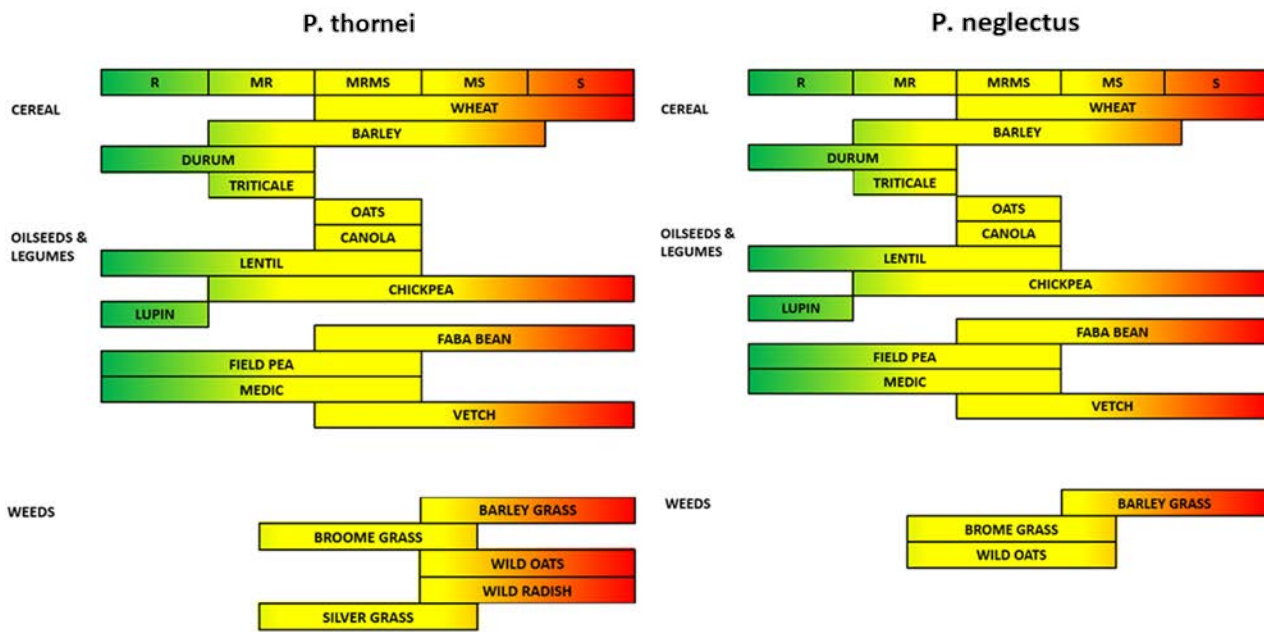 P. thornei
R MR MRMS MS S
CEREAL
WHEAT
BARLEY
DURUM
TRITICALE
OATS
OILSEEDS &
LEGUMES
CANOLA
LENTIL
CHICKPEA
LUPIN
FABA BEAN
FIELD PEA
MEDIC
VETCH
WEEDS
BARLEY GRASS
BROOME GRASS
WILD OATS
WILD RADISH
SILVER GRASS
P. neglectus
R MR MRMS MS S
CEREAL
WHEAT
BARLEY
DURUM
TRITICALE
OATS
OILSEEDS &
LEGUMES
CANOLA
LENTIL
CHICKPEA
LUPIN
FABA BEAN
FIELD PEA
MEDIC
VETCH
WEEDS
BARLEY GRASS
BROME GRASS
WILD OATS